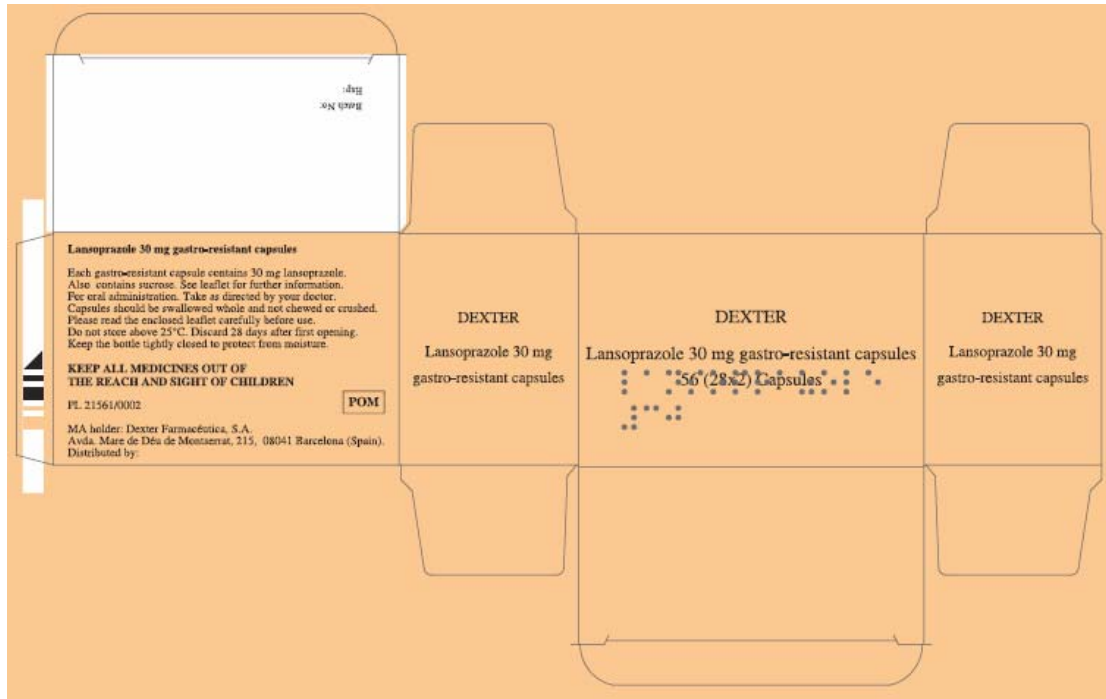 Exp:
Batch No:
Lansoprazole 30 mg gastro-resistant capsules
Each gastro-resistant capsule contains 30 mg lansoprazole.
Also contains sucrose. See leaflet for further information.
For oral administration. Take as directed by your doctor.
Capsules should be swallowed whole and not chewed or crushed.
Please read the enclosed leaflet carefully before use.
Do not store above 25°C. Discard 28 days after first opening.
Keep the bottle tightly closed to protect from moisture.
KEEP ALL MEDICINES OUT OF
THE REACH AND SIGHT OF CHILDREN
PL 21561/0002
POM
MA holder: Dexter Farmacéutica, S.A.
Avda. Mare de Déu de Montserrat, 215, 08041 Barcelona (Spain).
Distributed by:
DEXTER
Lansoprazole 30 mg
gastro-resistant capsules
DEXTER
Lansoprazole 30 mg gastro-resistant capsules
56 (28x2) Capsules
DEXTER
Lansoprazole 30 mg
gastro-resistant capsules